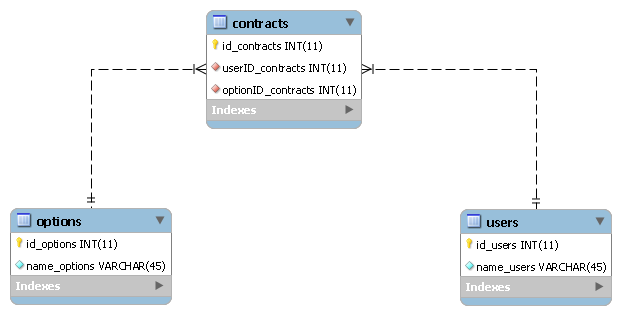 contracts
id_contracts INT(11)
userID_contracts INT(11)
optionID_contracts INT(11)
Indexes
options
id_options INT(11)
name_options VARCHAR(45)
Indexes
users
id_users INT(11)
name_users VARCHAR(45)
Indexes